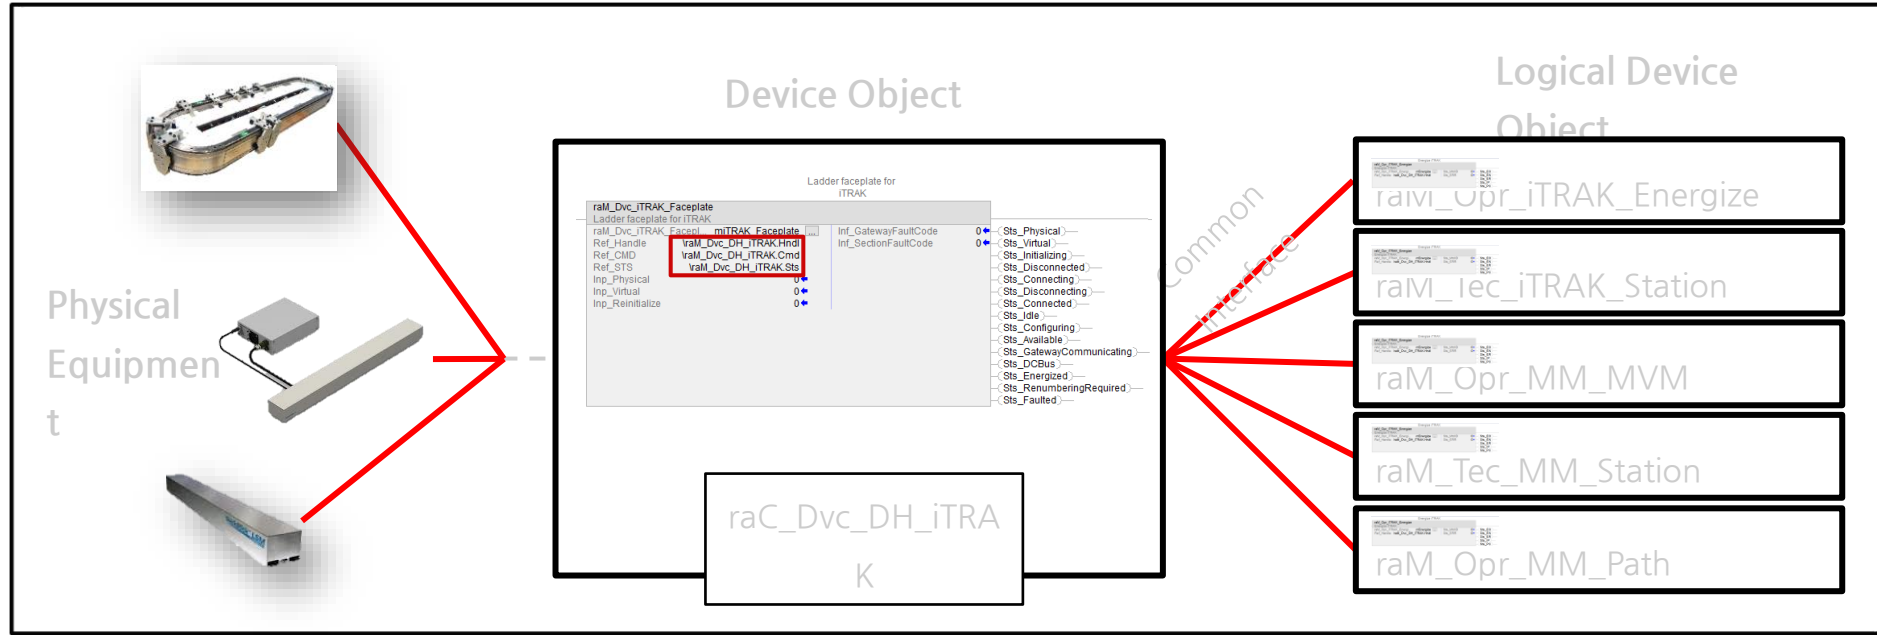 Physical
Equipmen
t
Device Object
Ladder faceplate for
iTRAK
raM_Dvc_iTRAK_Faceplate
Ladder faceplate for iTRAK
raM_Dvc_iTRAK_Facepl... miTRAK_Faceplate ...
Ref_Handle \raM_Dvc_DH_iTRAK.Hndl
Ref_CMD \raM_Dvc_DH_iTRAK.Cmd
Ref_STS \raM_Dvc_DH_iTRAK.Sts
Inp_Physical 0
Inp_Virtual 0
Inp_Reinitialize 0
Inf_GatewayFaultCode 0
Inf_SectionFaultCode 0
Sts_Physical
Sts_Virtual
Sts_Initializing
Sts_Disconnected
Sts_Connecting
Sts_Disconnecting
Sts_Connected
Sts_Idle
Sts_Configuring
Sts_Available
Sts_GatewayCommunicating
Sts_DCBus
Sts_Energized
Sts_RenumberingRequired
Sts_Faulted
raC_Dvc_DH_iTRA
K
Common
Interface
Logical Device
Object
raM_Opr_iTRAK_Energize
raM_Tec_iTRAK_Station
raM_Opr_MM_MVM
raM_Tec_MM_Station
raM_Opr_MM_Path